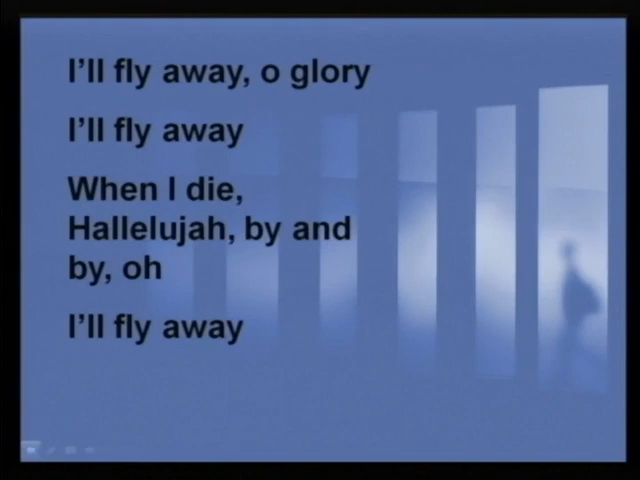 I'll fly away, o glory
I'll fly away
When I die,
Hallelujah, by and
by, oh
I'll fly away